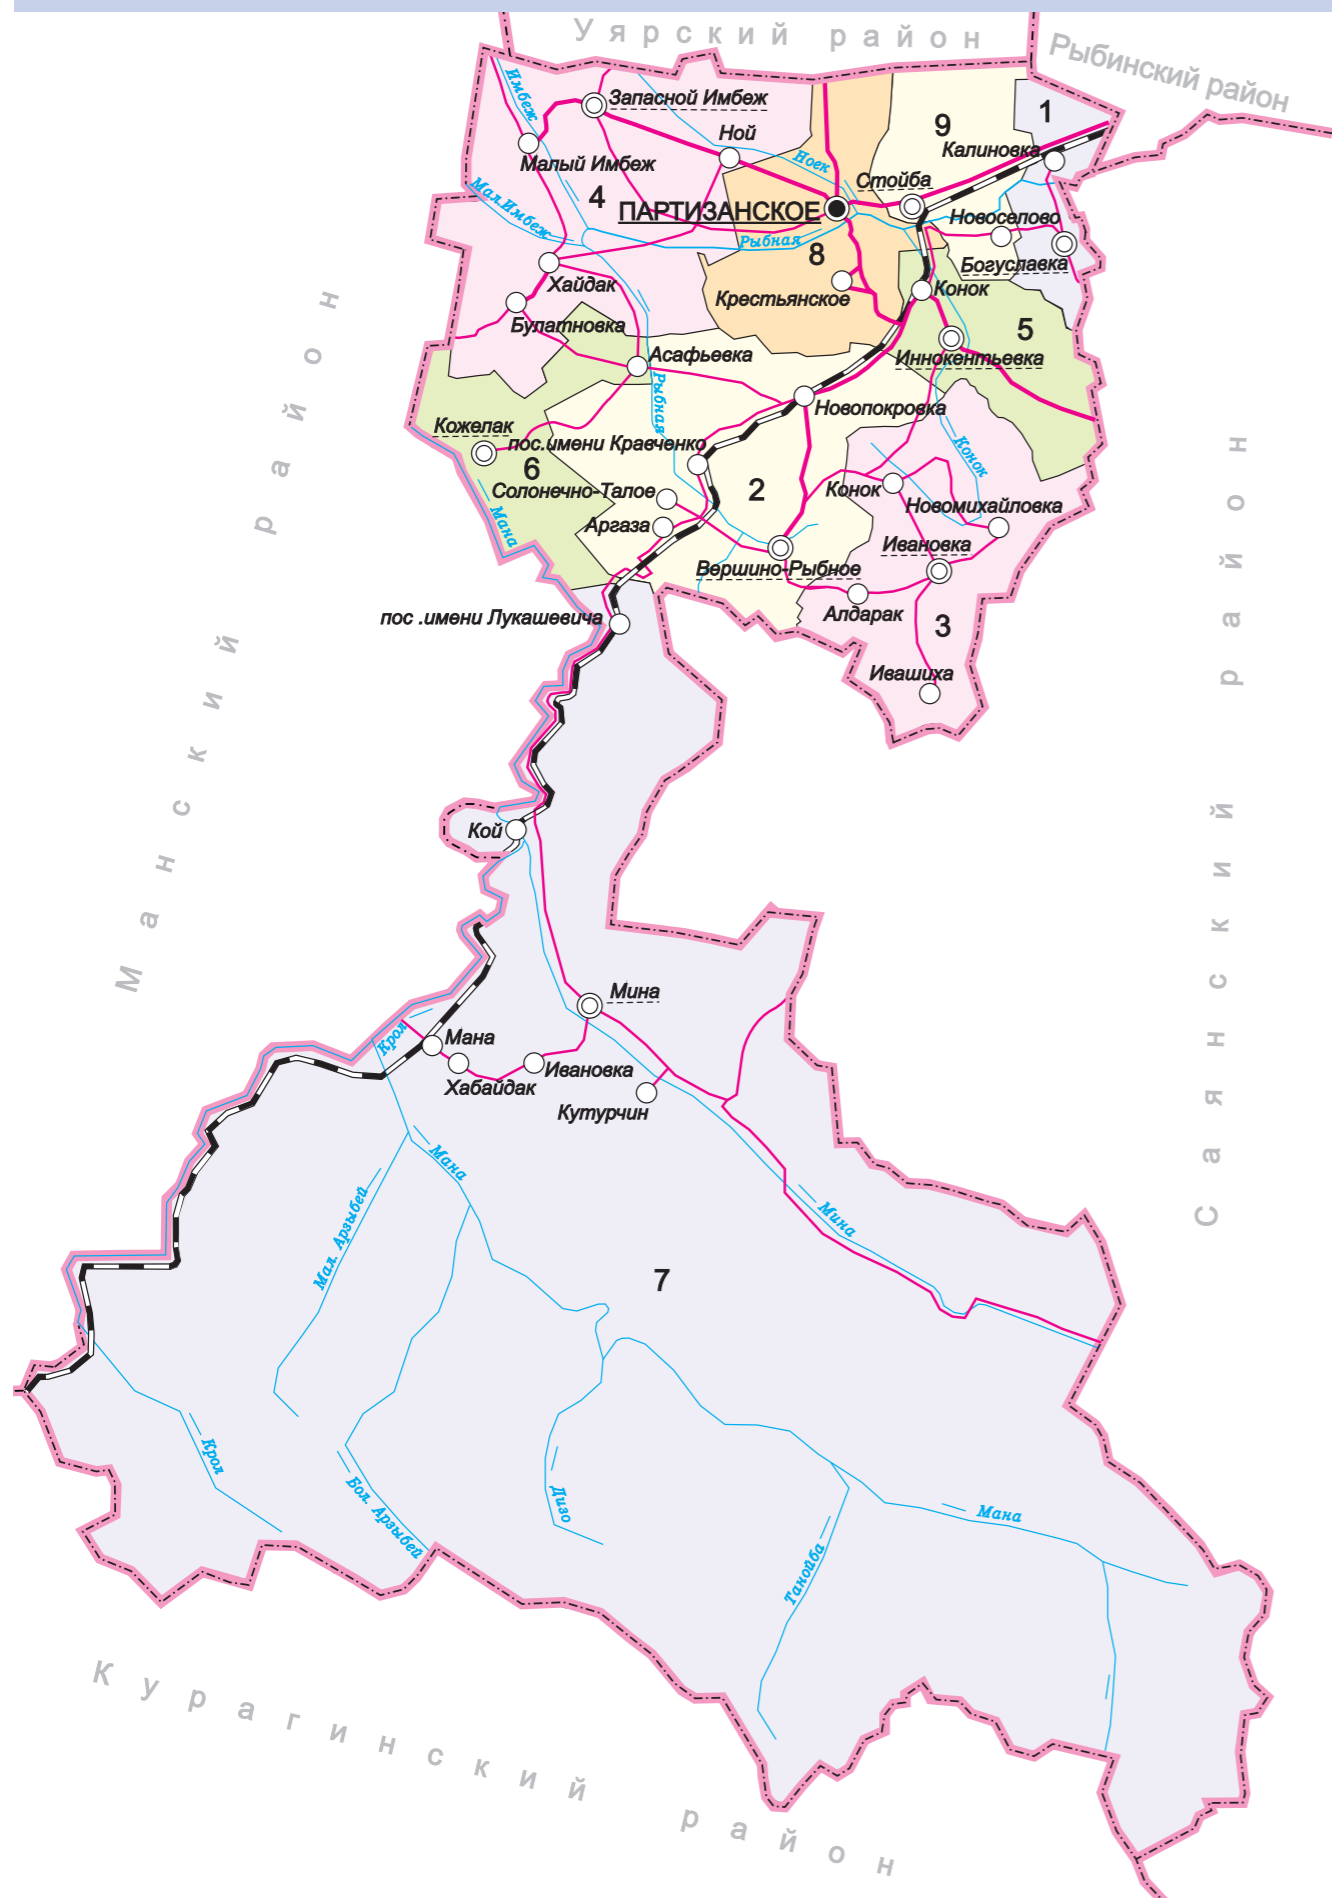 Уярский район
Рыбинский район
Имбеж
Запасной Имбеж
1
9
Ной
Калиновка
Малый Имбеж
Ноек
Стойба
Мал.Имбеж
4
ПАРТИЗАНСКОЕ
Новоселово
Рыбная
8
Богуславка
Хайдак
Крестьянское
Конок
Булатновка
5
Асафьевка
Иннокентьевка
Рыбная
Новопокровка
Кожелак
пос.имени Кравченко
Конок
6
Солонечно-Талое
2
Конок
Новомихайловка
Мана
Аргаза
Ивановка
Вершино-Рыбное
Алдарак
пос .имени Лукашевича
3
Ивашиха
Манский район
Саянский район
Кой
Мина
Крол
Мана
Хабайдак
Ивановка
Кутурчин
Мана
Мал. Арзыбей
Мина
7
Крол
Бол. Арзыбей
Дизо
Мана
Танойба
Курагинский район